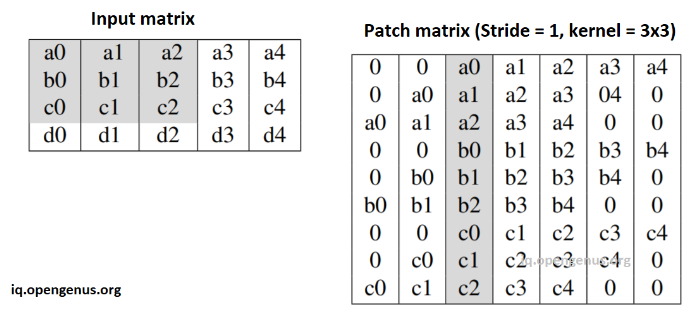 Input matrix
a0 a1 a2 a3 a4
b0 b1 b2 b3 b4
c0 c1 c2 c3 c4
d0 d1 d2 d3 d4
iq.opengenus.org
Patch matrix (Stride = 1, kernel = 3x3)
0 0 a0 a1 a2 a3 a4
0 a0 a1 a2 a3 04 0
a0 a1 a2 a3 a4 0 0
0 0 b0 b1 b2 b3 b4
0 b0 b1 b2 b3 b4 0
b0 b1 b2 b3 b4 0 0
0 0 c0 c1 c2 c3 c4
0 c0 c1 c2 c3 c4 0
iq.opengenus.org
c0 c1 c2 c3 c4 0 0